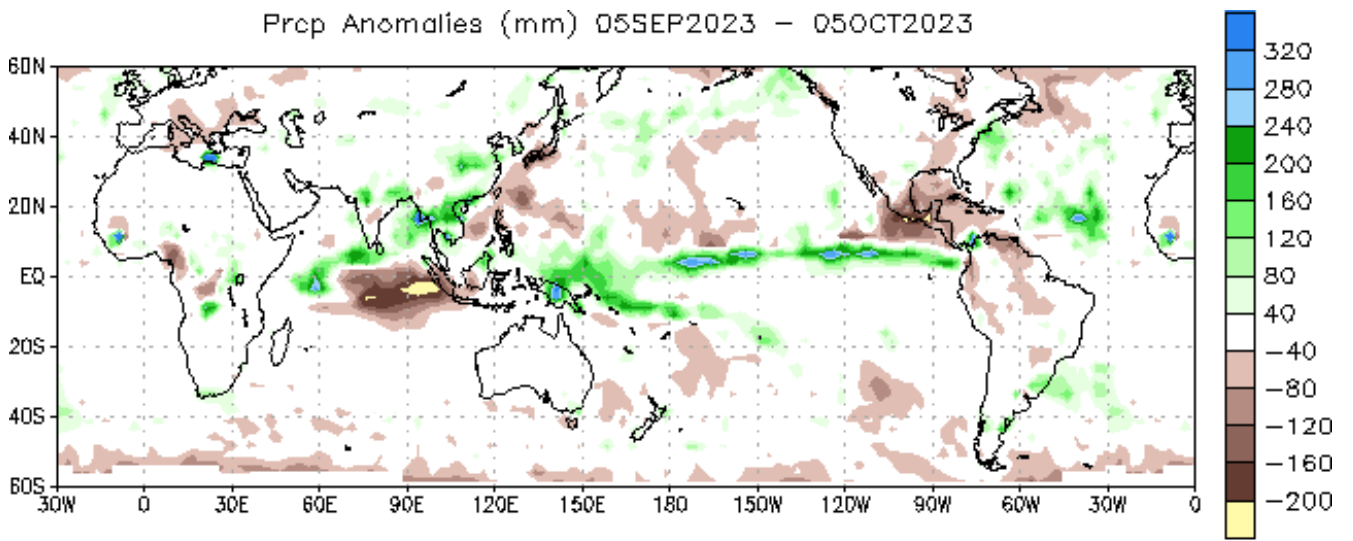 Prcp Anomalies (mm) 05SEP2023 – 05OCT2023
60N
40N
20N
EQ
20S
40S
60S
30W 0 30E 60E 90E 120E 150E 180 150W 120W 90W 60W 30W 0
320
280
240
200
160
120
80
40
−40
−80
−120
−160
−200